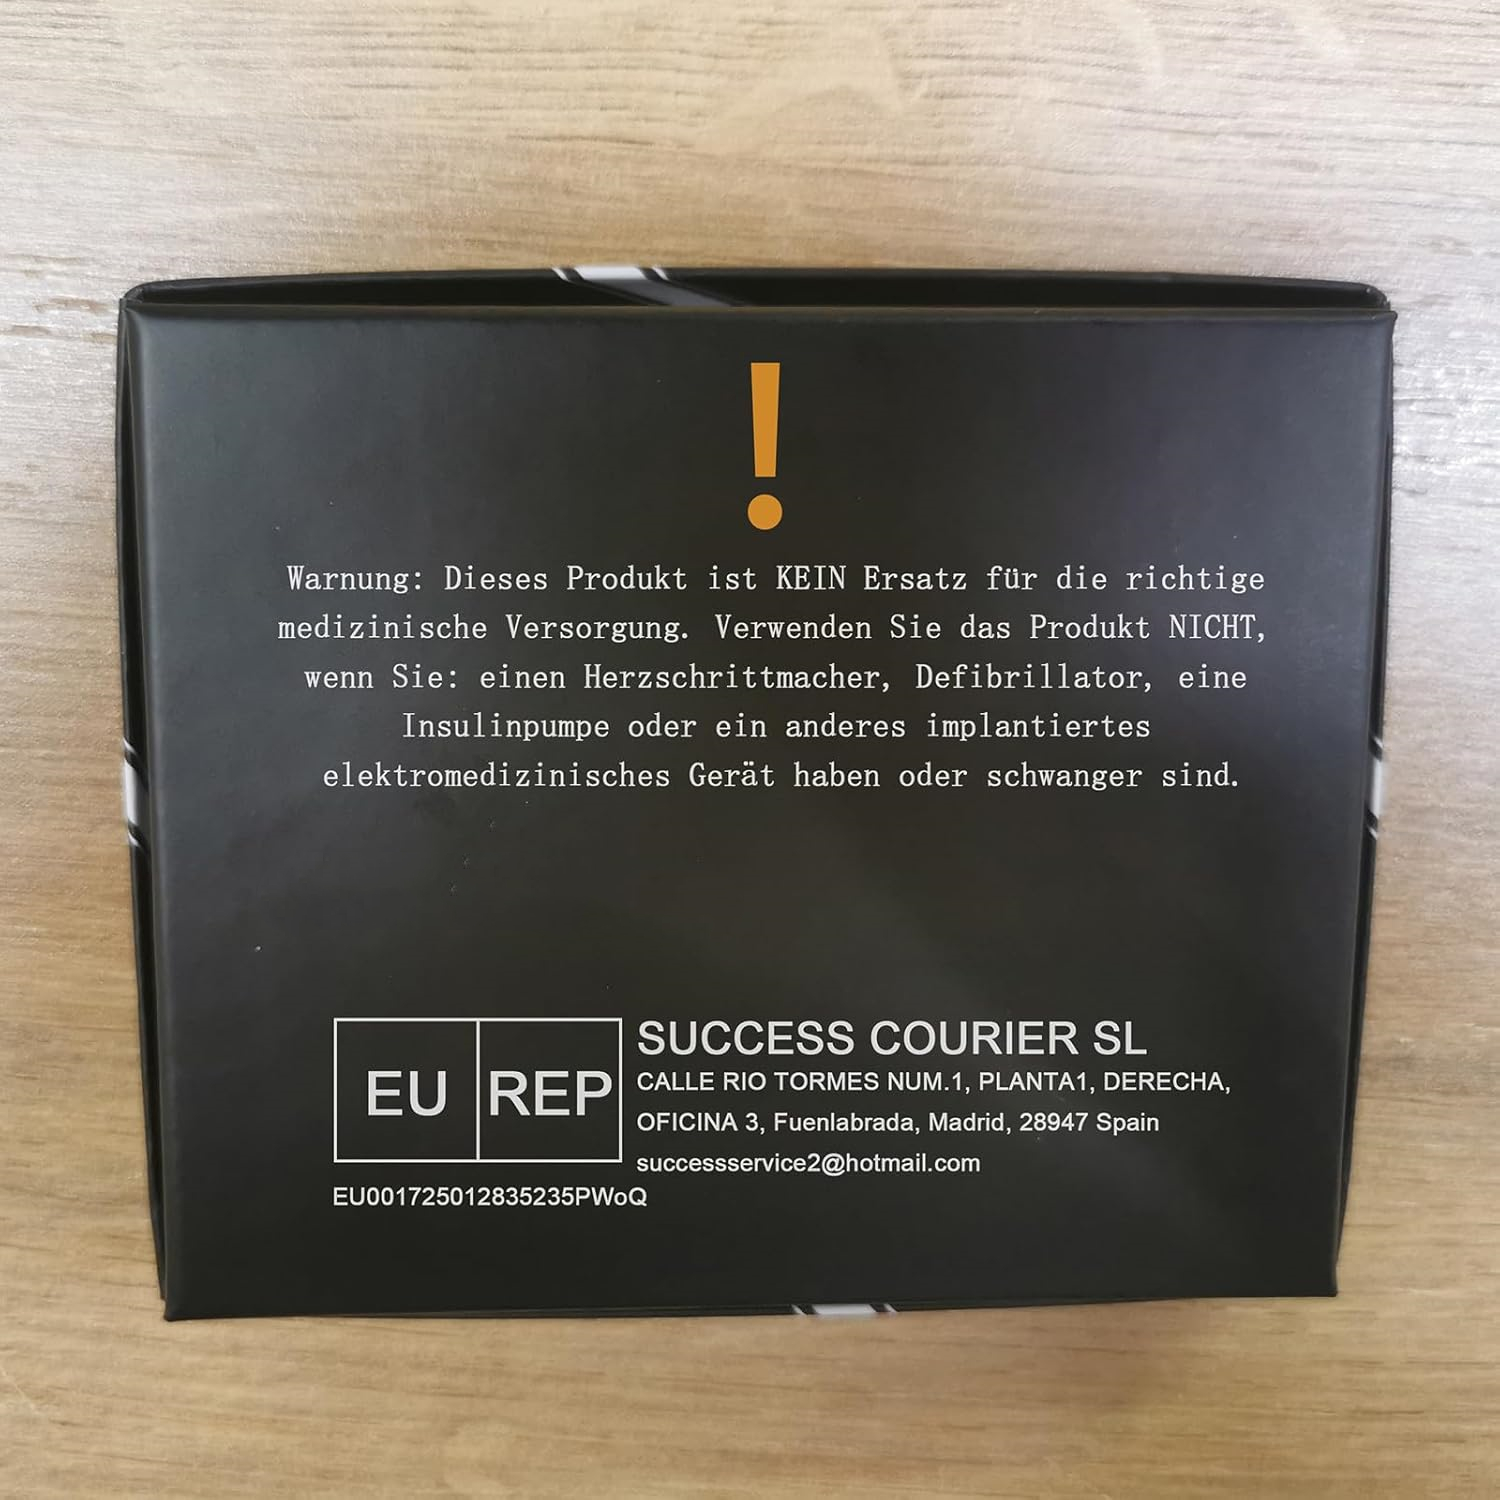 !
Warnung: Dieses Produkt ist KEIN Ersatz für die richtige
medizinische Versorgung. Verwenden Sie das Produkt NICHT,
wenn Sie: einen Herzschrittmacher, Defibrillator, eine
Insulinpumpe oder ein anderes implantiertes
elektromedizinisches Gerät haben oder schwanger sind.
EU REP
SUCCESS COURIER SL
CALLE RIO TORMES NUM.1, PLANTA1, DERECHA,
OFICINA 3, Fuenlabrada, Madrid, 28947 Spain
successservice2@hotmail.com
EU001725012835235PWoQ